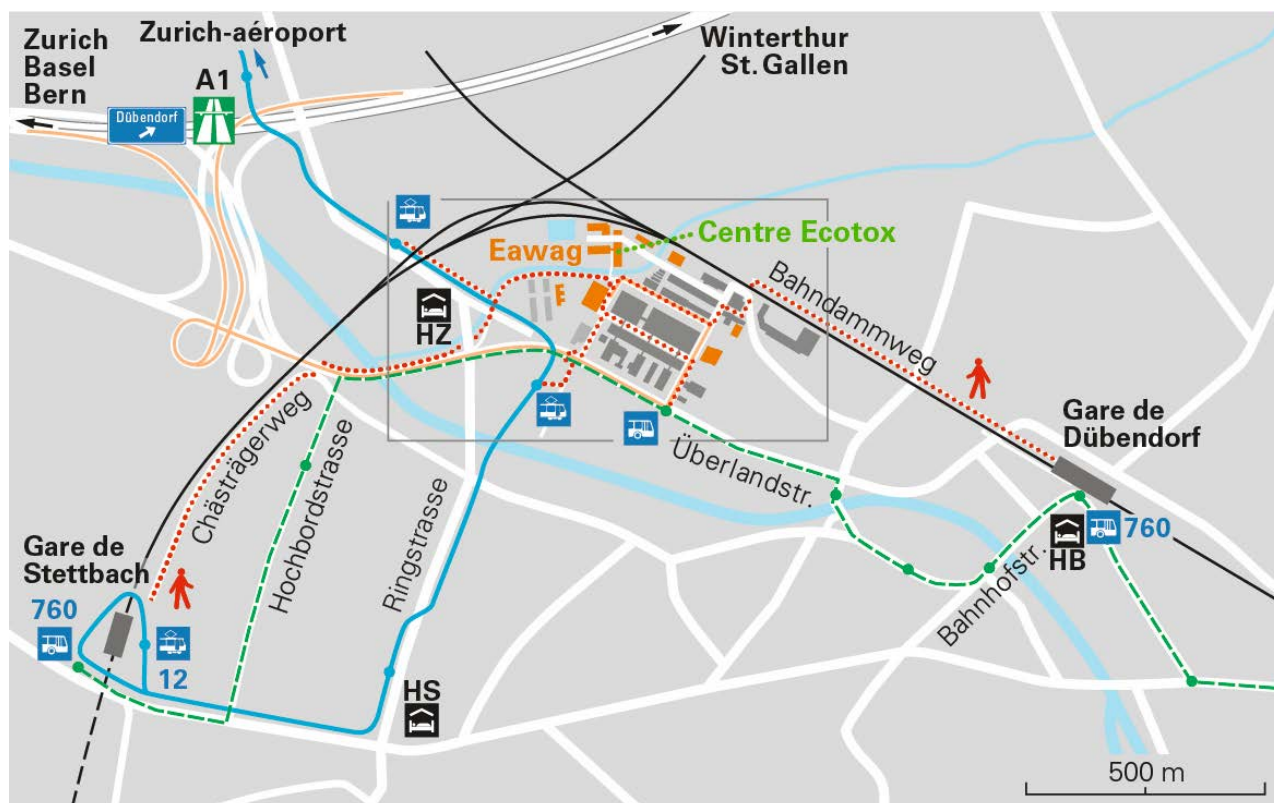 Zurich
Basel
Bern
Zurich-aéroport
A1
Dübendorf
Winterthur
St. Gallen
Eawag
Centre Ecotox
HZ
Bahndammweg
Gare de
Dübendorf
Chästrägerweg
Hochbordstrasse
Ringstrasse
Überlandstr.
Bahnhofstr.
HB
760
Gare de
Stettbach
760
12
HS
500 m